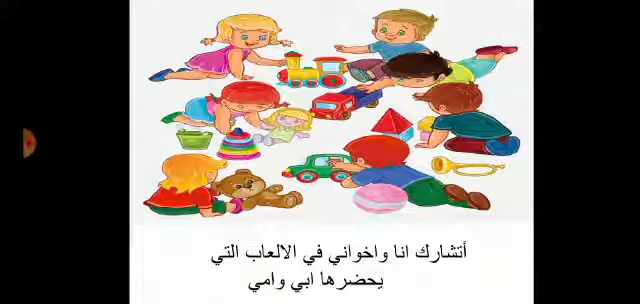 أتشارك انا واخواني في الالعاب التي
يحضرها ابي وامي